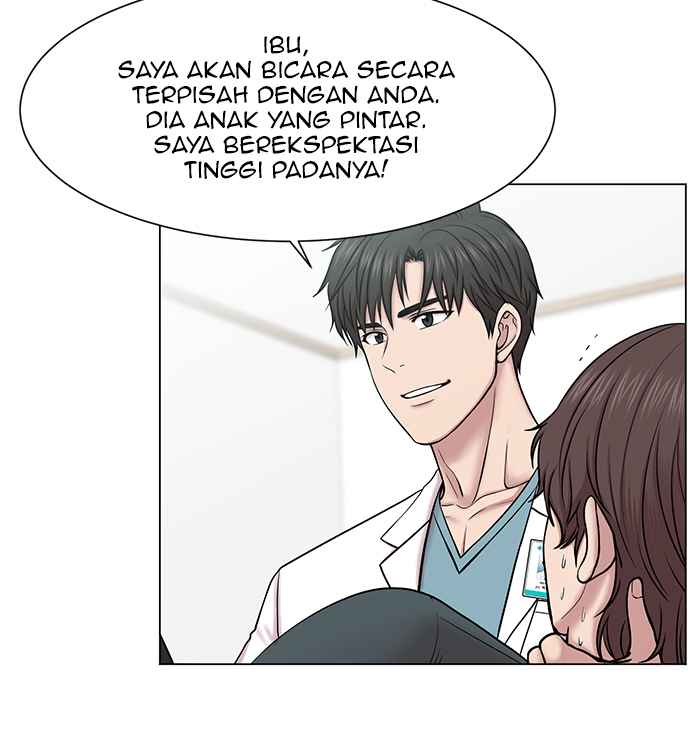 IBU,
SAYA AKAN BICARA SECARA
TERPISAH DENGAN ANDA.
DIA ANAK YANG PINTAR.
SAYA BEREKSPEKTASI
TINGGI PADANYA!